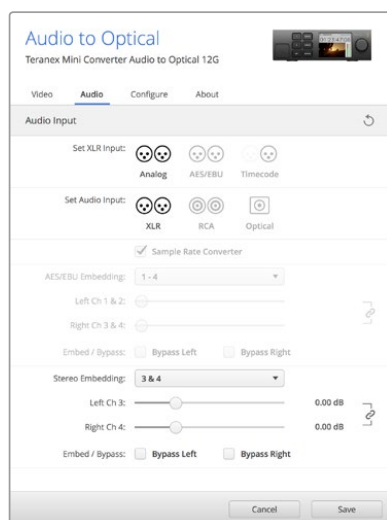 Audio to Optical
Teranex Mini Converter Audio to Optical 12G
Video Audio Configure About
Audio Input
Set XLR Input:
Analog AES/EBU Timecode
Set Audio Input:
XLR RCA Optical
Sample Rate Converter
AES/EBU Embedding: 1 - 4
Left Ch 1 & 2:
Right Ch 3 & 4:
Embed / Bypass: Bypass Left Bypass Right
Stereo Embedding: 3 & 4
Left Ch 3: 0.00 dB
Right Ch 4: 0.00 dB
Embed / Bypass: Bypass Left Bypass Right
Cancel Save